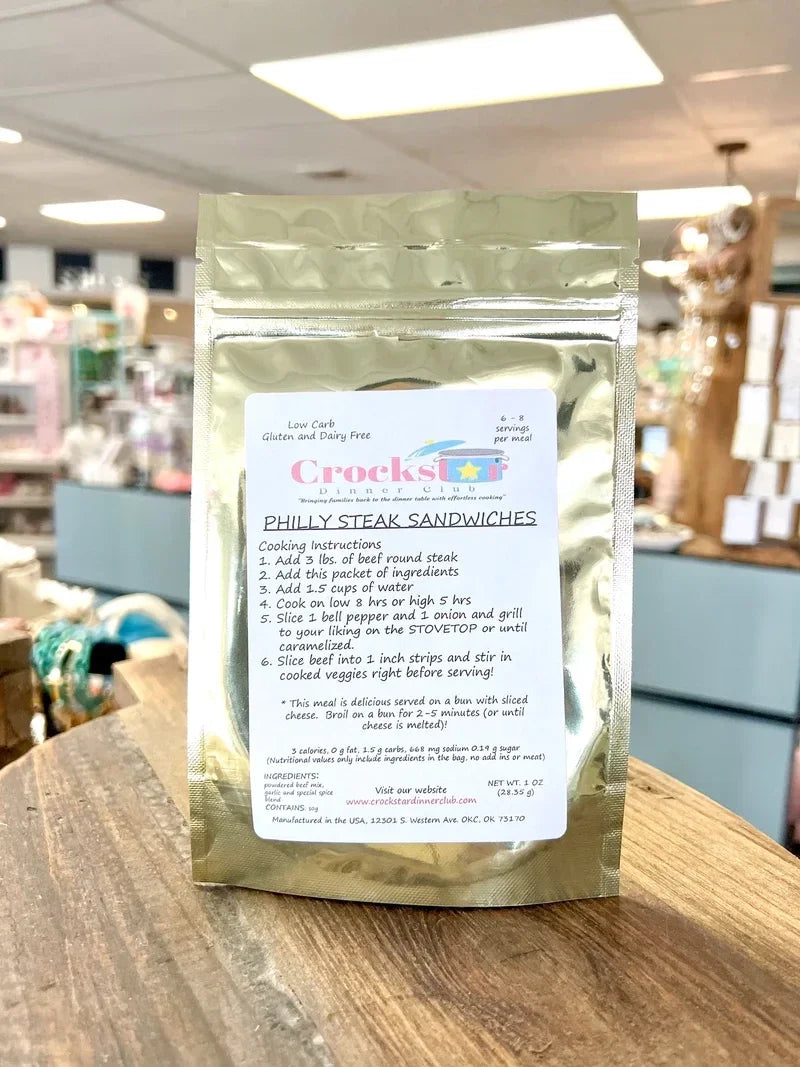 Low Carb
Gluten and Dairy Free
6 - 8
servings
per meal
Crockstar
Dinner Club
"Bringing families back to the dinner table with effortless cooking"
PHILLY STEAK SANDWICHES
Cooking Instructions
1. Add 3 lbs. of beef round steak
2. Add this packet of ingredients
3. Add 1.5 cups of water
4. Cook on low 8 hrs or high 5 hrs
5. Slice 1 bell pepper and 1 onion and grill
to your liking on the STOVETOP or until
caramelized.
6. Slice beef into 1 inch strips and stir in
cooked veggies right before serving!
* This meal is delicious served on a bun with sliced
cheese. Broil on a bun for 2-5 minutes (or until
cheese is melted)!
3 calories, 0 g fat, 1.5 g carbs, 668 mg sodium 0.19 g sugar
(Nutritional values only include ingredients in the bag, no add ins or meat)
INGREDIENTS:
powdered beef mix,
garlic and special spice
blend
CONTAINS: soy
Visit our website
www.crockstardinnerclub.com
NET WT. 1 OZ
(28.35 g)
Manufactured in the USA, 12301 S. Western Ave. OKC, OK 73170